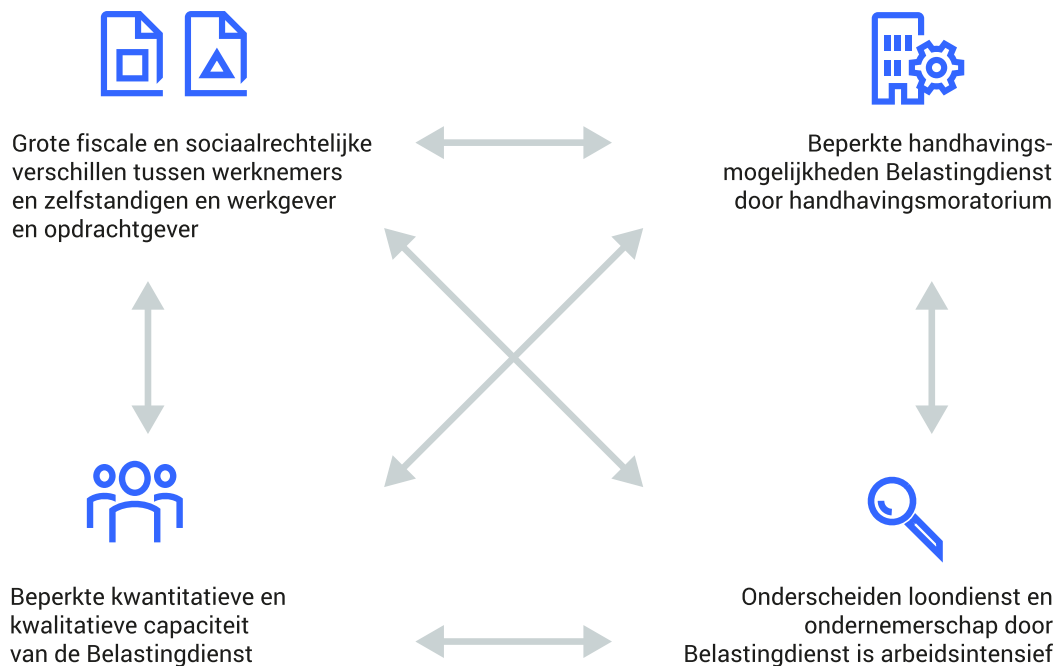 Grote fiscale en sociaalrechtelijke
verschillen tussen werknemers
en zelfstandigen en werkgever
en opdrachtgever
Beperkte handhavings-
mogelijkheden Belastingdienst
door handhavingsmoratorium
Beperkte kwantitatieve en
kwalitatieve capaciteit
van de Belastingdienst
Onderscheiden loondienst en
ondernemerschap door
Belastingdienst is arbeidsintensief